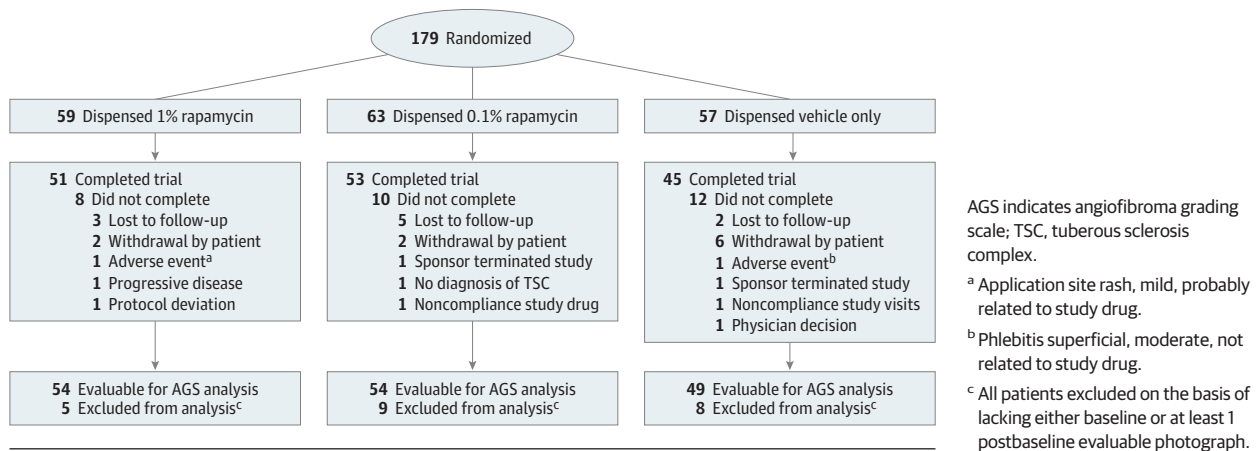 179 Randomized
59 Dispensed 1% rapamycin
63 Dispensed 0.1% rapamycin
57 Dispensed vehicle only
51 Completed trial
8 Did not complete
3 Lost to follow-up
2 Withdrawal by patient
1 Adverse eventᵃ
1 Progressive disease
1 Protocol deviation
53 Completed trial
10 Did not complete
5 Lost to follow-up
2 Withdrawal by patient
1 Sponsor terminated study
1 No diagnosis of TSC
1 Noncompliance study drug
45 Completed trial
12 Did not complete
2 Lost to follow-up
6 Withdrawal by patient
1 Adverse eventᵇ
1 Sponsor terminated study
1 Noncompliance study visits
1 Physician decision
54 Evaluable for AGS analysis
5 Excluded from analysisᶜ
54 Evaluable for AGS analysis
9 Excluded from analysisᶜ
49 Evaluable for AGS analysis
8 Excluded from analysisᶜ
AGS indicates angiofibroma grading
scale; TSC, tuberous sclerosis
complex.
ᵃ Application site rash, mild, probably
related to study drug.
ᵇ Phlebitis superficial, moderate, not
related to study drug.
ᶜ All patients excluded on the basis of
lacking either baseline or at least 1
postbaseline evaluable photograph.